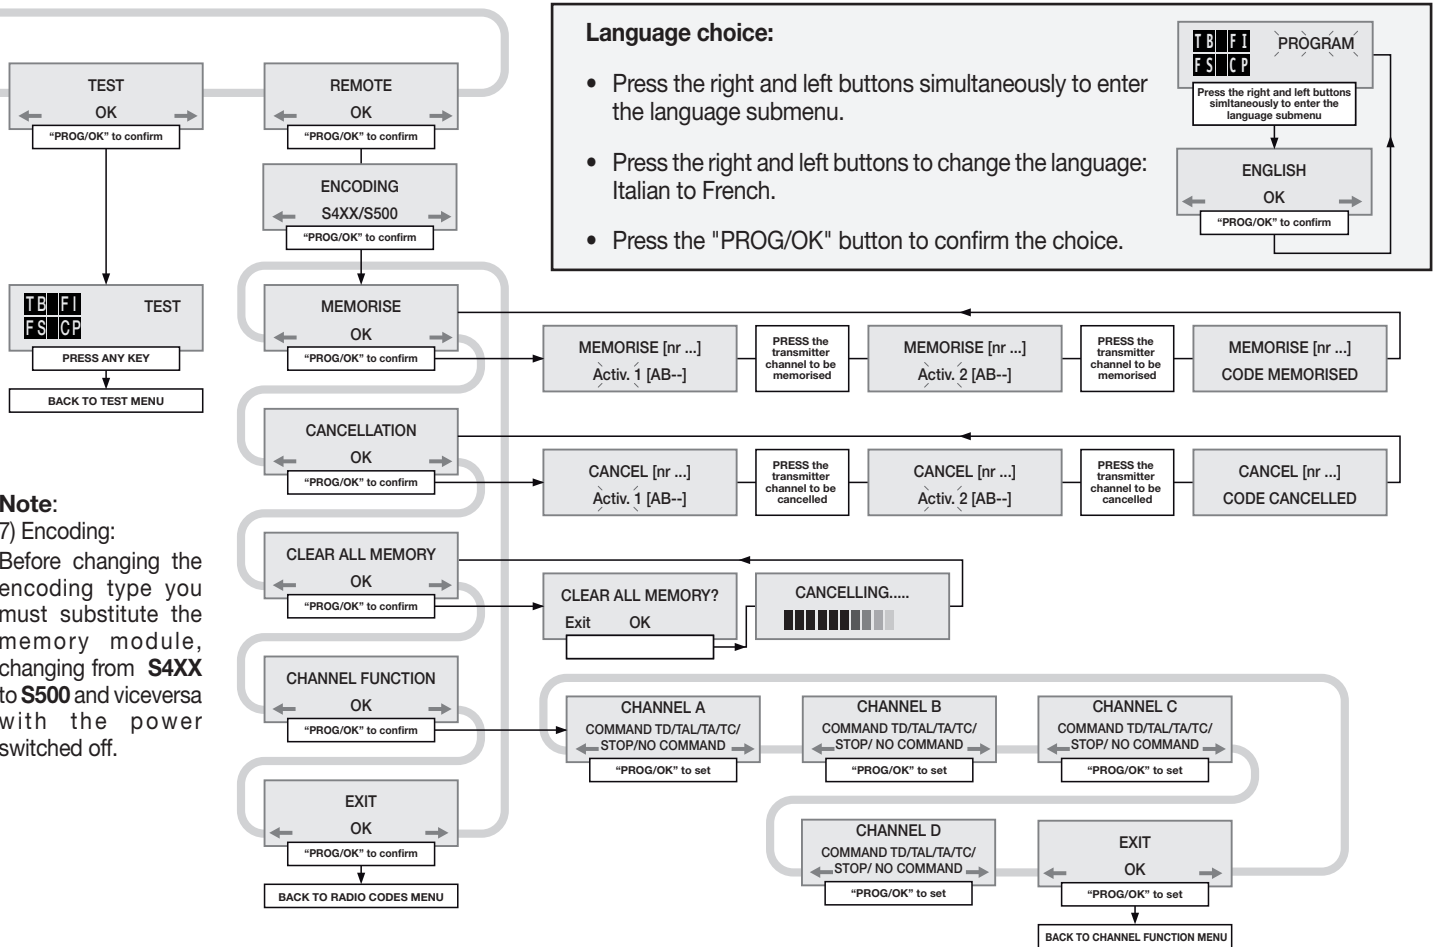 Language choice:
• Press the right and left buttons simultaneously to enter
the language submenu.
• Press the right and left buttons to change the language:
Italian to French.
• Press the "PROG/OK" button to confirm the choice.
TB FI
FS CP
PROGRAM
Press the right and left buttons
simltaneously to enter the
language submenu
ENGLISH
OK
"PROG/OK" to confirm
TEST
OK
"PROG/OK" to confirm
TB FI
FS CP
TEST
PRESS ANY KEY
BACK TO TEST MENU
Note:
7) Encoding:
Before changing the
encoding type you
must substitute the
memory module,
changing from S4XX
to S500 and viceversa
with the power
switched off.
REMOTE
OK
"PROG/OK" to confirm
ENCODING
S4XX/S500
"PROG/OK" to confirm
MEMORISE
OK
"PROG/OK" to confirm
MEMORISE [nr ...]
Activ. 1 [AB--]
PRESS the
transmitter
channel to be
memorised
MEMORISE [nr ...]
Activ. 2 [AB--]
PRESS the
transmitter
channel to be
memorised
MEMORISE [nr ...]
CODE MEMORISED
CANCELLATION
OK
"PROG/OK" to confirm
CANCEL [nr ...]
Activ. 1 [AB--]
PRESS the
transmitter
channel to be
cancelled
CANCEL [nr ...]
Activ. 2 [AB--]
PRESS the
transmitter
channel to be
cancelled
CANCEL [nr ...]
CODE CANCELLED
CLEAR ALL MEMORY
OK
"PROG/OK" to confirm
CLEAR ALL MEMORY?
Exit OK
CANCELLING.....
CHANNEL FUNCTION
OK
"PROG/OK" to confirm
CHANNEL A
COMMAND TD/TAL/TA/TC/
STOP/NO COMMAND
"PROG/OK" to set
CHANNEL B
COMMAND TD/TAL/TA/TC/
STOP/ NO COMMAND
"PROG/OK" to set
CHANNEL C
COMMAND TD/TAL/TA/TC/
STOP/ NO COMMAND
"PROG/OK" to set
CHANNEL D
COMMAND TD/TAL/TA/TC/
STOP/ NO COMMAND
"PROG/OK" to set
EXIT
OK
"PROG/OK" to set
BACK TO CHANNEL FUNCTION MENU
EXIT
OK
"PROG/OK" to confirm
BACK TO RADIO CODES MENU